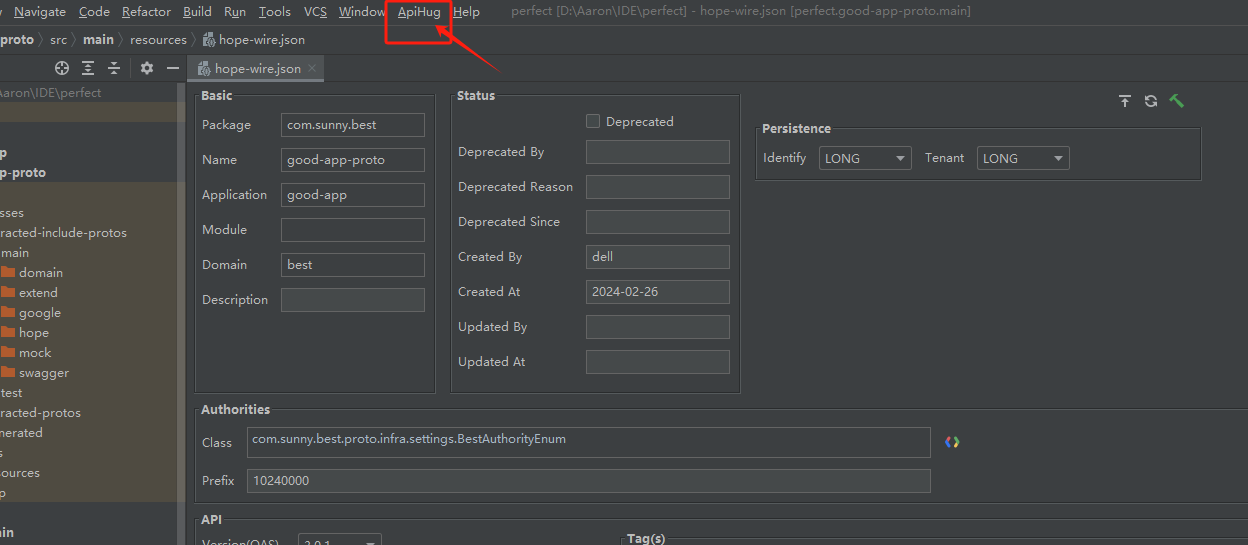 Navigate Code Refactor Build Run Tools VCS Window ApiHug Help perfect [D:\Aaron\IDE\perfect] - hope-wire.json [perfect.good-app-proto.main]
proto src main resources hope-wire.json
hope-wire.json
Aaron\IDE\perfect
Basic
Package com.sunny.best
Name good-app-proto
Application good-app
Module
Domain best
Description
Status
Deprecated
Deprecated By
Deprecated Reason
Deprecated Since
Created By dell
Created At 2024-02-26
Updated By
Updated At
Persistence
Identify LONG Tenant LONG
p
p-proto
sses
racted-include-protos
main
domain
extend
google
hope
mock
swagger
test
racted-protos
nerated
s
sources
p
ain
Authorities
Class com.sunny.best.proto.infra.settings.BestAuthorityEnum
Prefix 10240000
API
Version(OAS) 3.0.1
Tag(s)